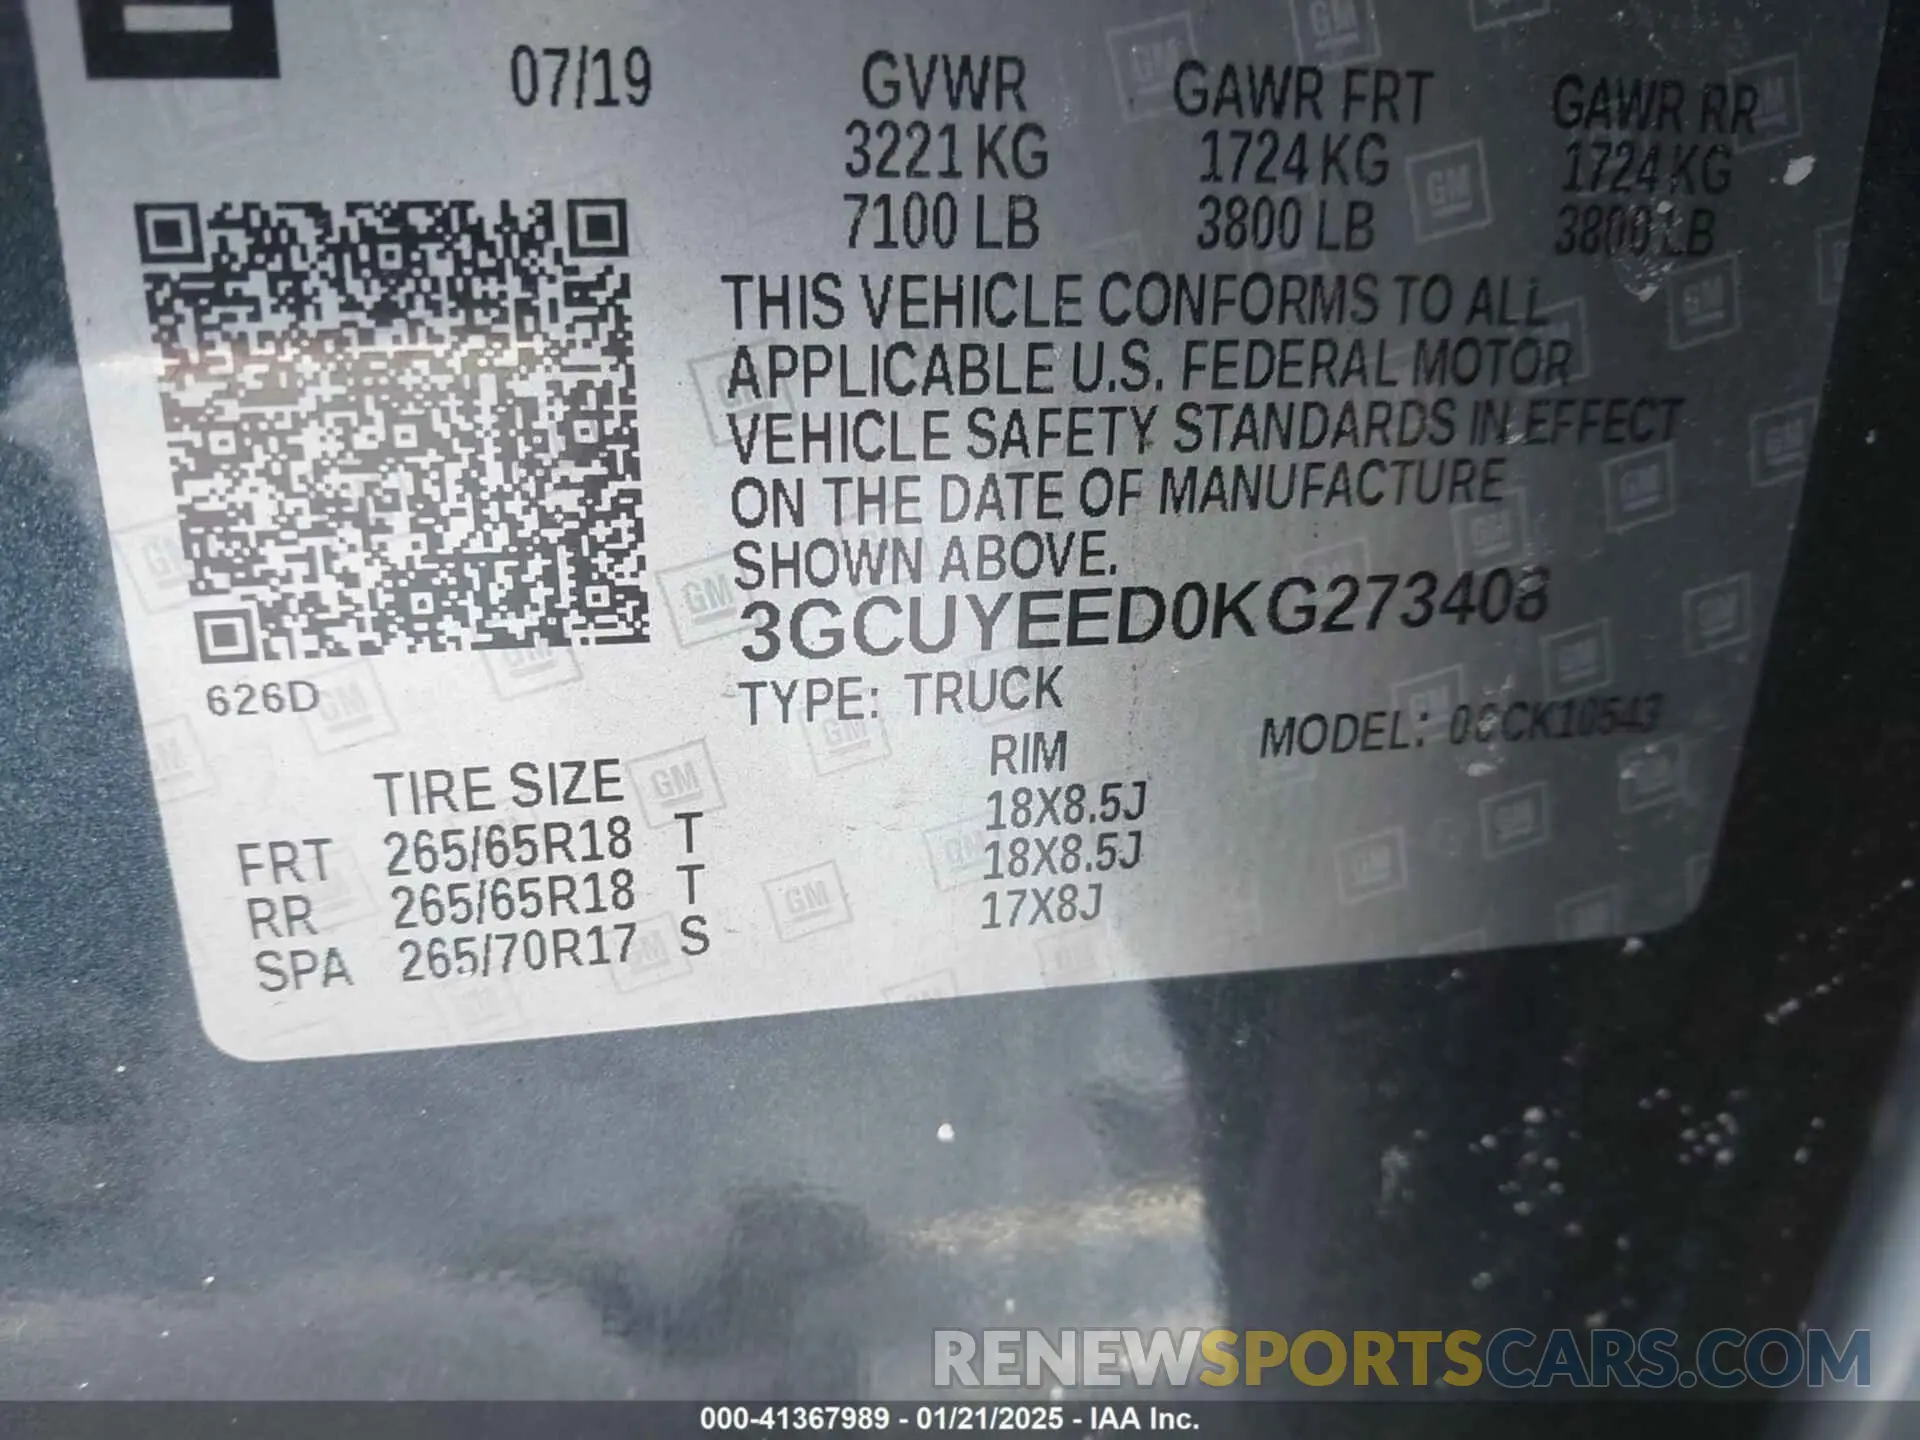 07/19 GVWR GAWR FRT GAWR RR
3221 KG 1724 KG 1724 KG
7100 LB 3800 LB 3800 LB
THIS VEHICLE CONFORMS TO ALL
APPLICABLE U.S. FEDERAL MOTOR
VEHICLE SAFETY STANDARDS IN EFFECT
ON THE DATE OF MANUFACTURE
SHOWN ABOVE.
3GCUYEED0KG273408
626D
TYPE: TRUCK
MODEL: 0CCK10543
TIRE SIZE RIM
FRT 265/65R18 T 18X8.5J
RR 265/65R18 T 18X8.5J
SPA 265/70R17 S 17X8J
RENEWSPORTSCARS.COM
000-41367989 - 01/21/2025 - IAA Inc.